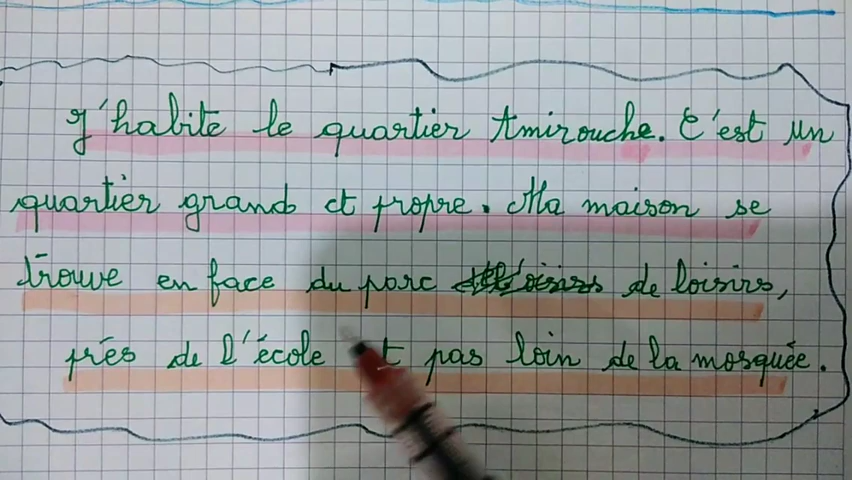 J'habite le quartier Amirouche. C'est un
quartier grand et propre. Ma maison se
trouve en face du parc de loisirs,
près de l'école et pas loin de la mosquée.